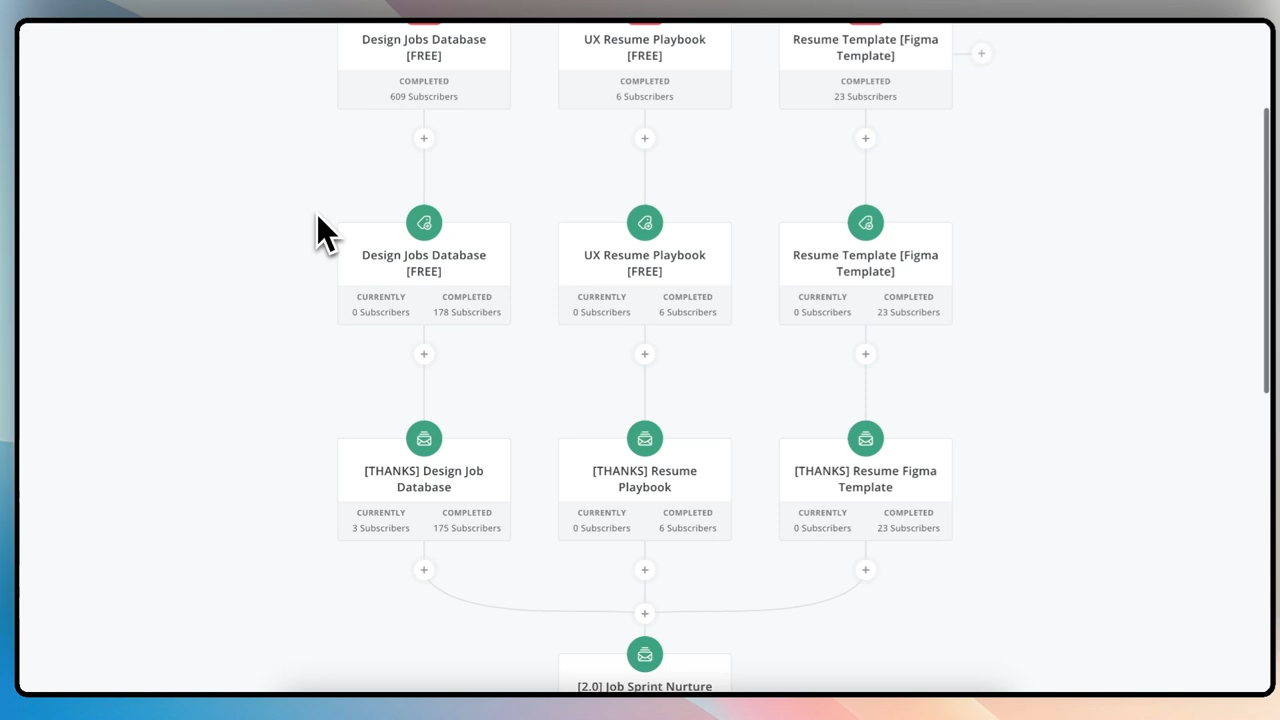 Design Jobs Database
[FREE]
COMPLETED
609 Subscribers
UX Resume Playbook
[FREE]
COMPLETED
6 Subscribers
Resume Template [Figma
Template]
COMPLETED
23 Subscribers
Design Jobs Database
[FREE]
CURRENTLY COMPLETED
0 Subscribers 178 Subscribers
UX Resume Playbook
[FREE]
CURRENTLY COMPLETED
0 Subscribers 6 Subscribers
Resume Template [Figma
Template]
CURRENTLY COMPLETED
0 Subscribers 23 Subscribers
[THANKS] Design Job
Database
CURRENTLY COMPLETED
3 Subscribers 175 Subscribers
[THANKS] Resume
Playbook
CURRENTLY COMPLETED
0 Subscribers 6 Subscribers
[THANKS] Resume Figma
Template
CURRENTLY COMPLETED
0 Subscribers 23 Subscribers
[2.0] Job Sprint Nurture